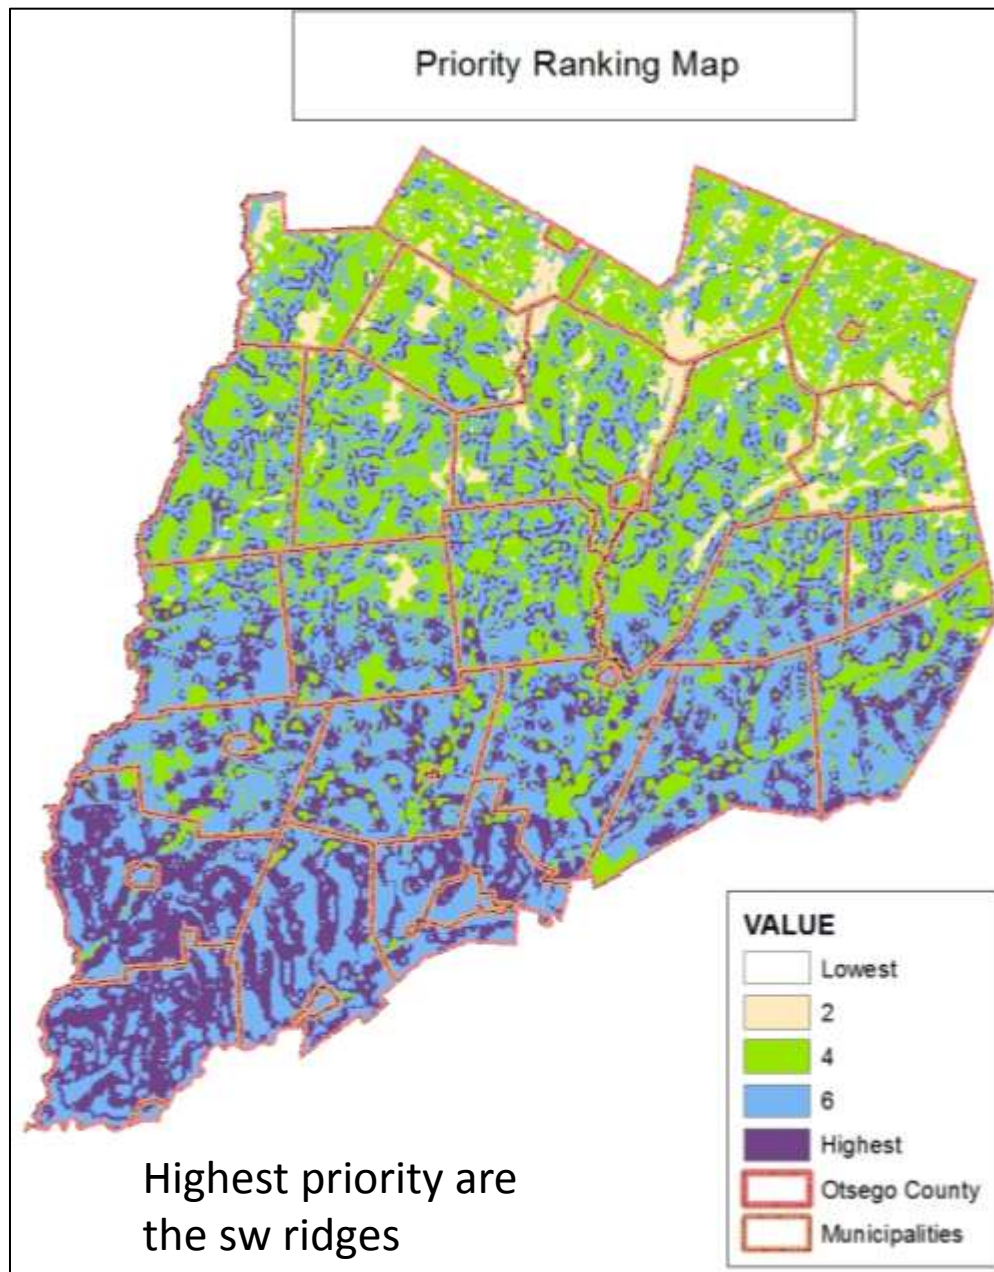 Priority Ranking Map
VALUE
Lowest
2
4
6
Highest
Otsego County
Municipalities
Highest priority are
the sw ridges